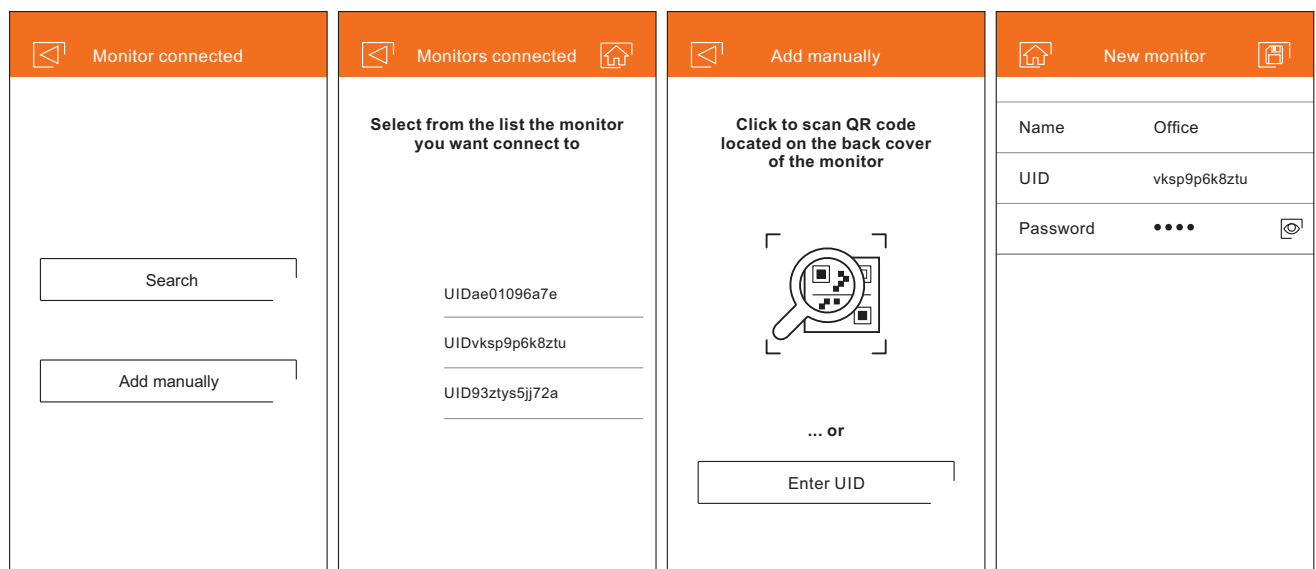 Monitor connected
Search
Add manually
Monitors connected
Select from the list the monitor
you want connect to
UIDae01096a7e
UIDvksp9p6k8ztu
UID93ztys5jj72a
Add manually
Click to scan QR code
located on the back cover
of the monitor
... or
Enter UID
New monitor
Name Office
UID vksp9p6k8ztu
Password ••••